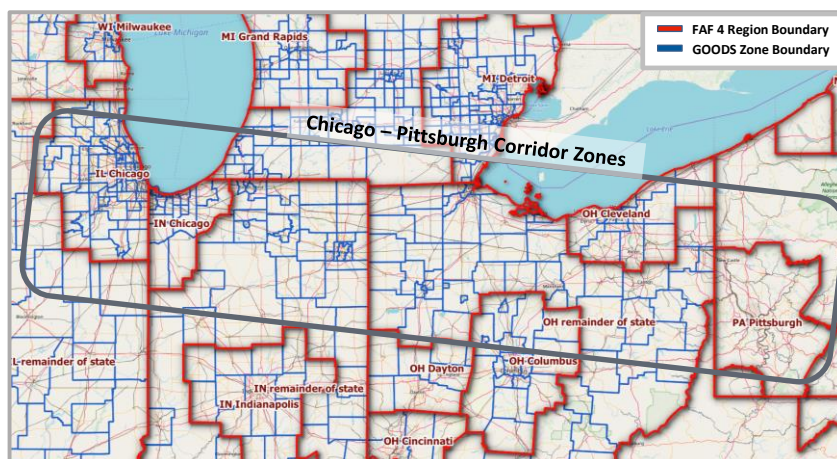 FAF 4 Region Boundary
GOODS Zone Boundary
WI Milwaukee
Lake Michigan
MI Grand Rapids
MI Detroit
Lake Erie
Chicago – Pittsburgh Corridor Zones
IL Chicago
IN Chicago
OH Cleveland
OH remainder of state
PA Pittsburgh
L remainder of state
OH Dayton
OH Columbus
IN remainder of state
IN Indianapolis
OH Cincinnati